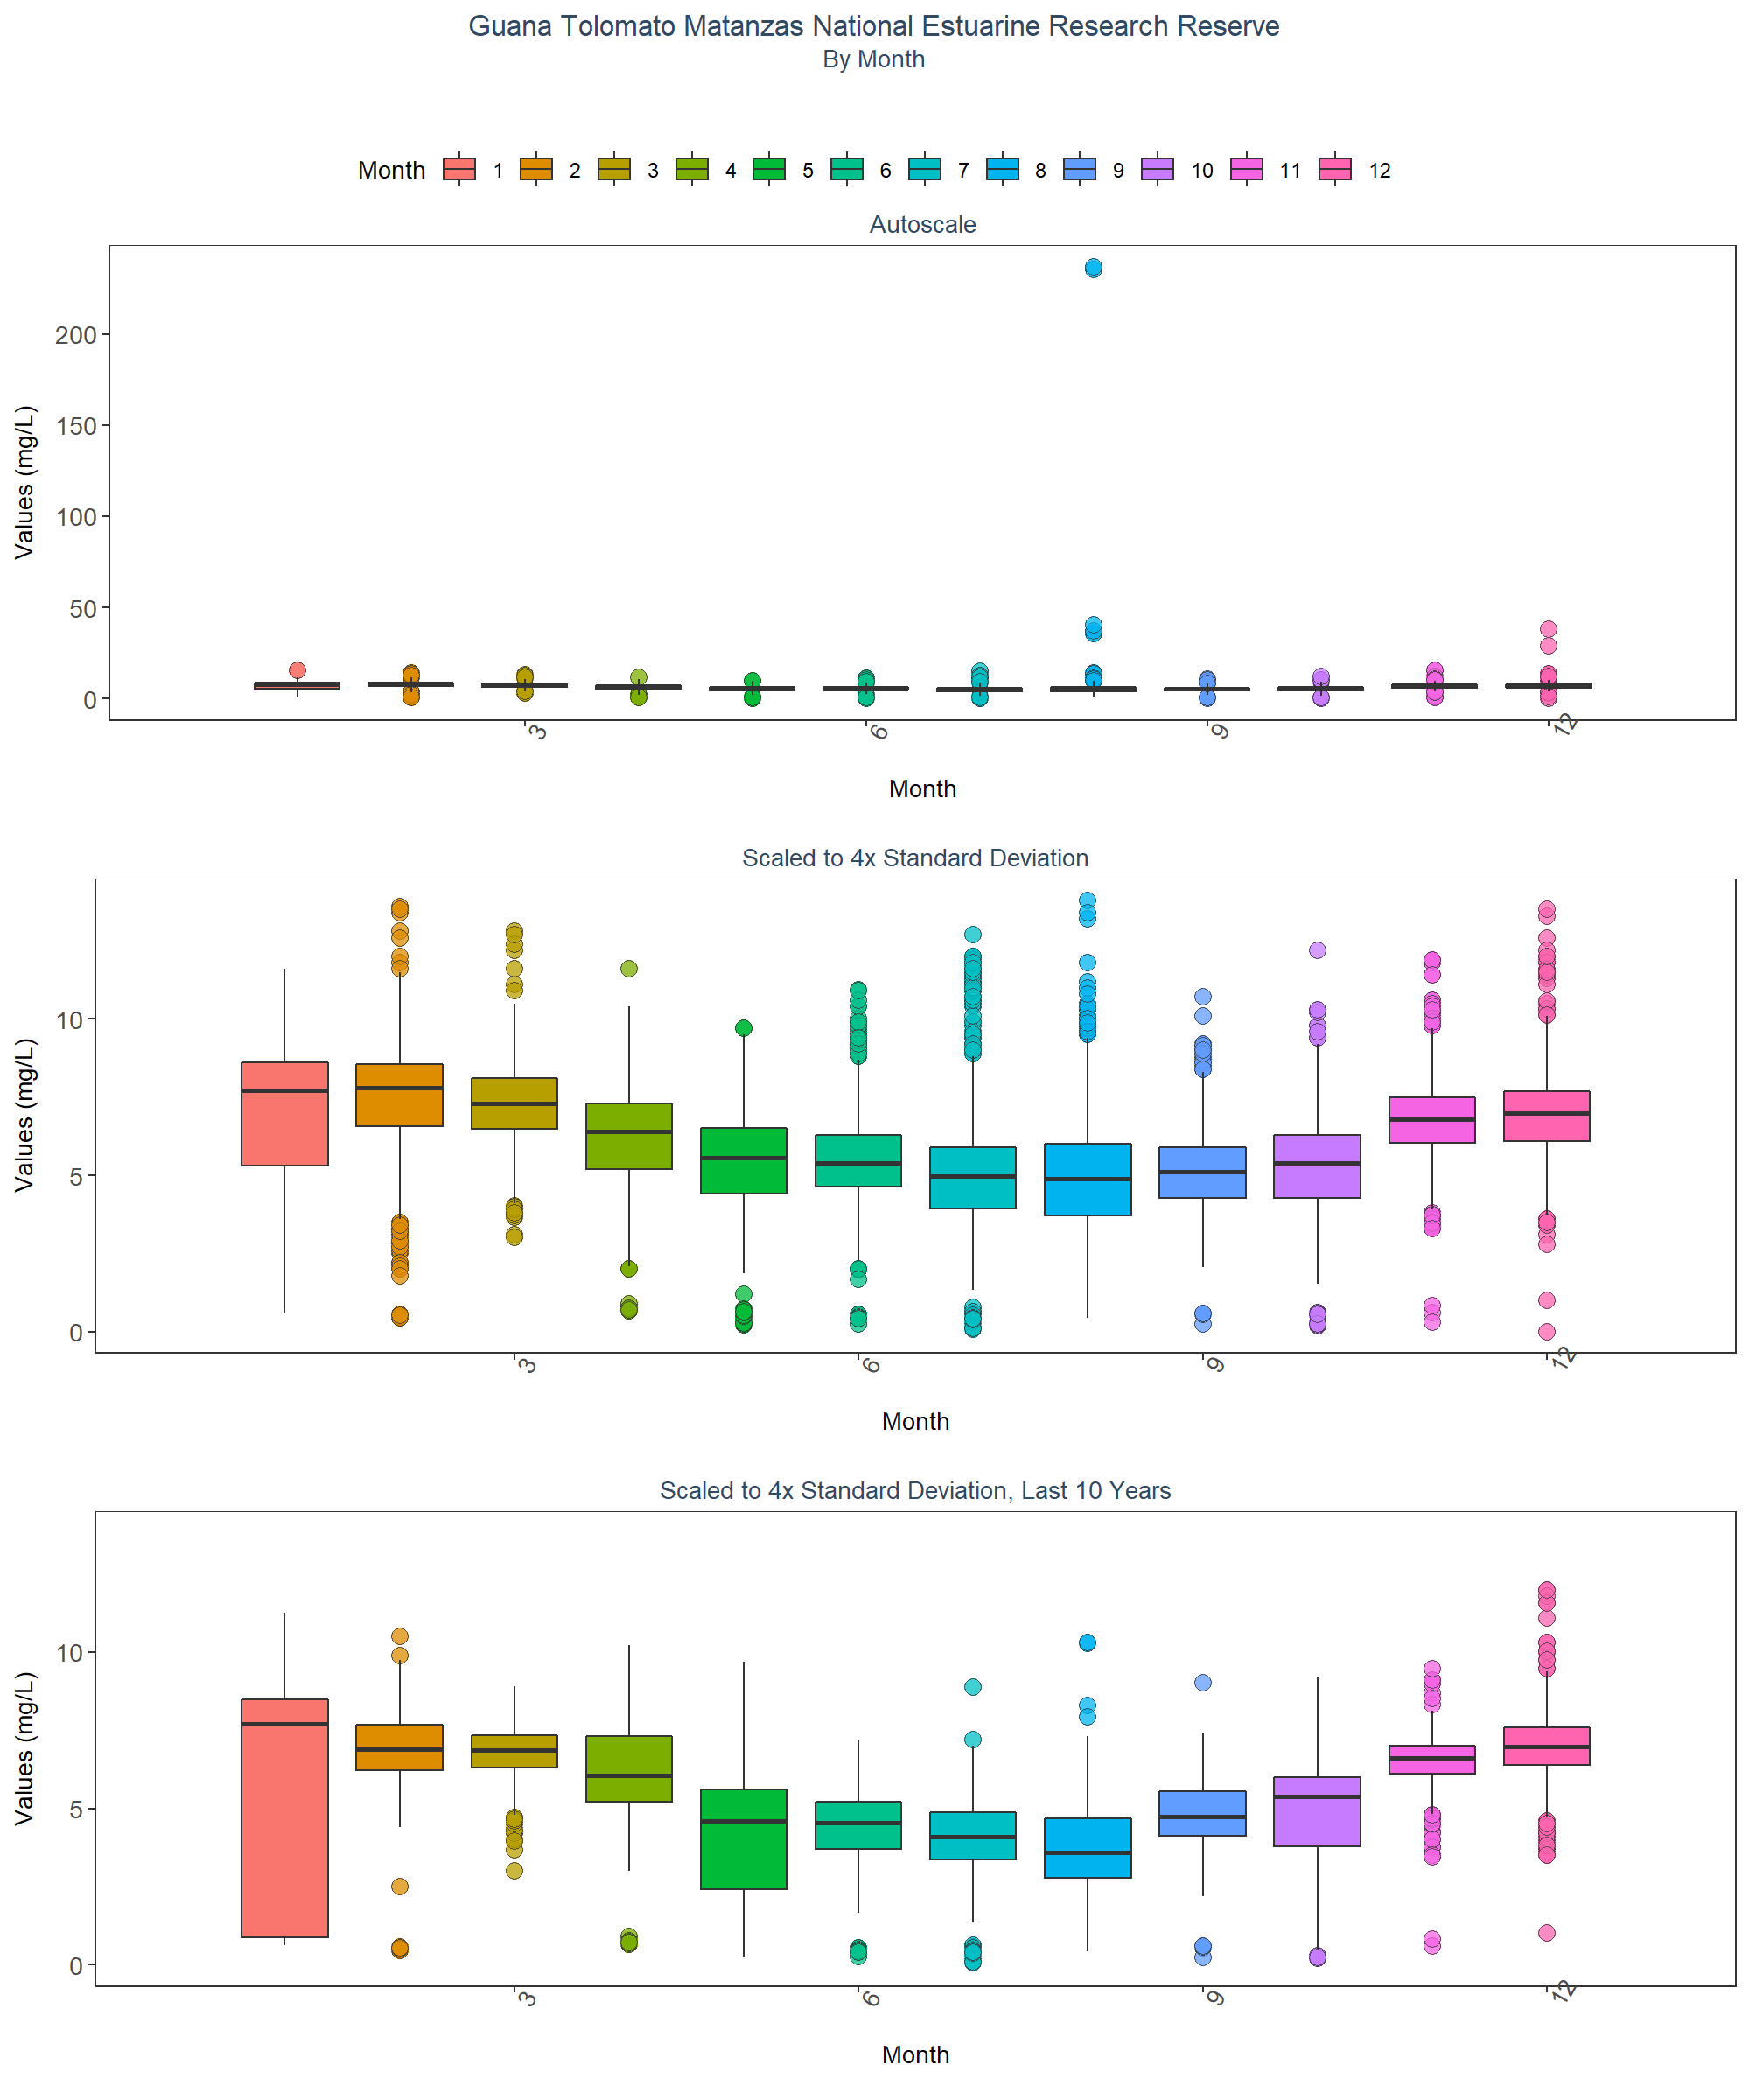 Guana Tolomato Matanzas National Estuarine Research Reserve
By Month
Month 1 2 3 4 5 6 7 8 9 10 11 12
Autoscale
Values (mg/L)
200
150
100
50
0
3 6 9 12
Month
Scaled to 4x Standard Deviation
Values (mg/L)
10
5
0
3 6 9 12
Month
Scaled to 4x Standard Deviation, Last 10 Years
Values (mg/L)
10
5
0
3 6 9 12
Month